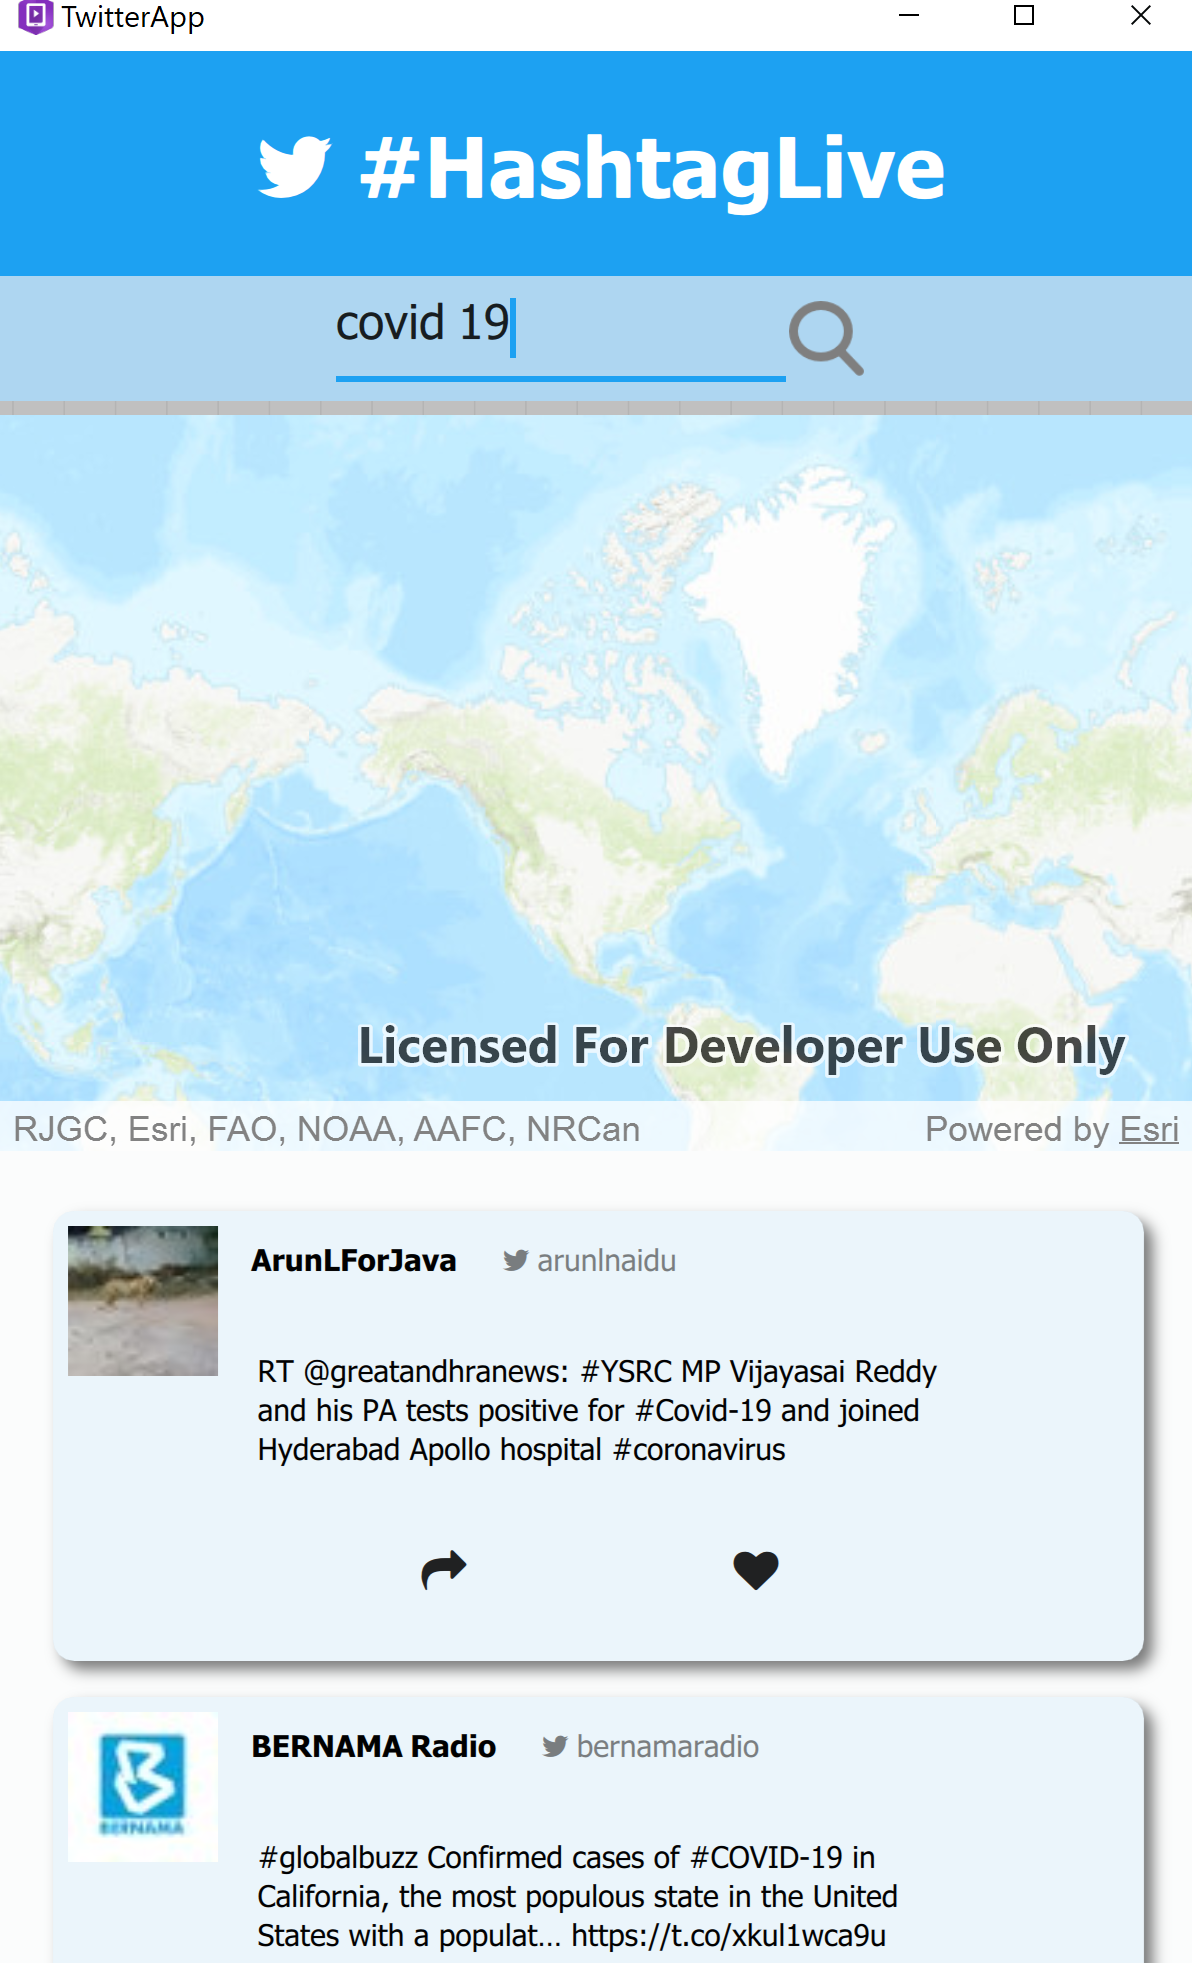 TwitterApp
#HashtagLive
covid 19
Licensed For Developer Use Only
RJGC, Esri, FAO, NOAA, AAFC, NRCan
Powered by Esri
ArunLForJava arunlnaidu
RT @greatandhranews: #YSRC MP Vijayasai Reddy
and his PA tests positive for #Covid-19 and joined
Hyderabad Apollo hospital #coronavirus
BERNAMA Radio bernamaradio
BERNAMA
#globalbuzz Confirmed cases of #COVID-19 in
California, the most populous state in the United
States with a populat… https://t.co/xkul1wca9u